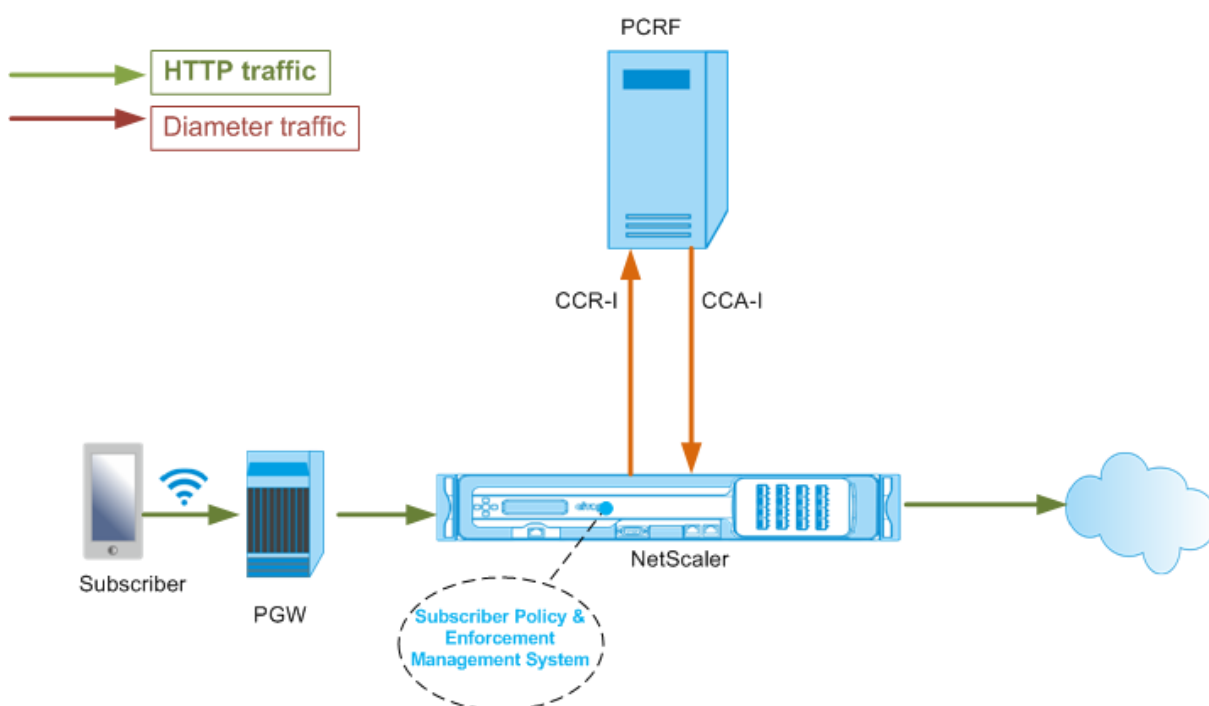 PCRF
HTTP traffic
Diameter traffic
CCR-I
CCA-I
Subscriber
PGW
NetScaler
Subscriber Policy &
Enforcement
Management System